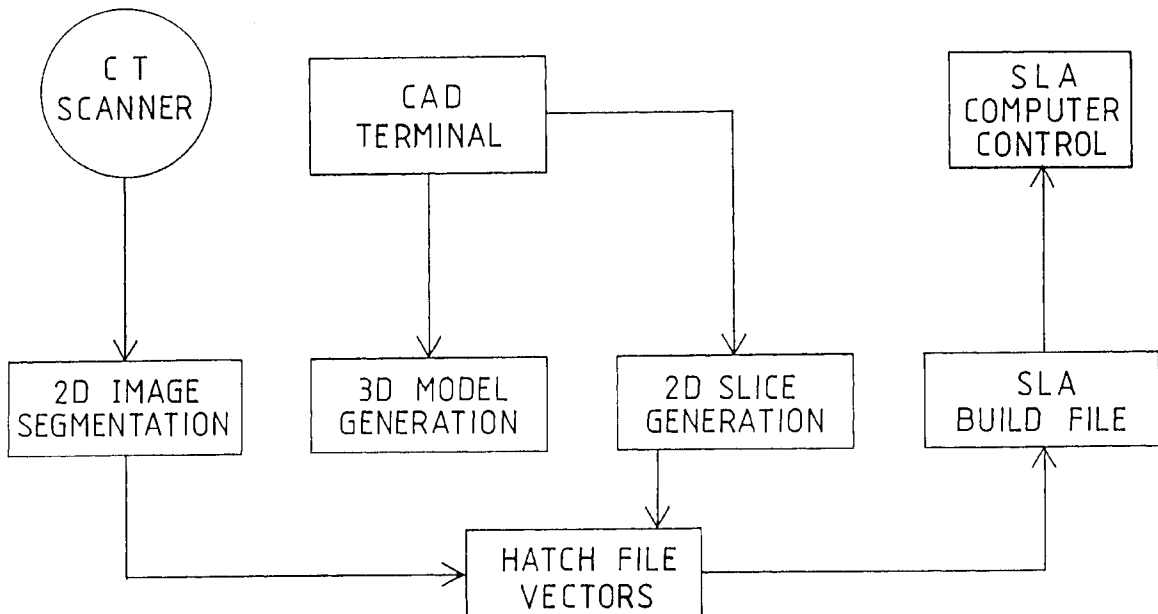 C T
SCANNER
CAD
TERMINAL
SLA
COMPUTER
CONTROL
2D IMAGE
SEGMENTATION
3D MODEL
GENERATION
2D SLICE
GENERATION
SLA
BUILD FILE
HATCH FILE
VECTORS